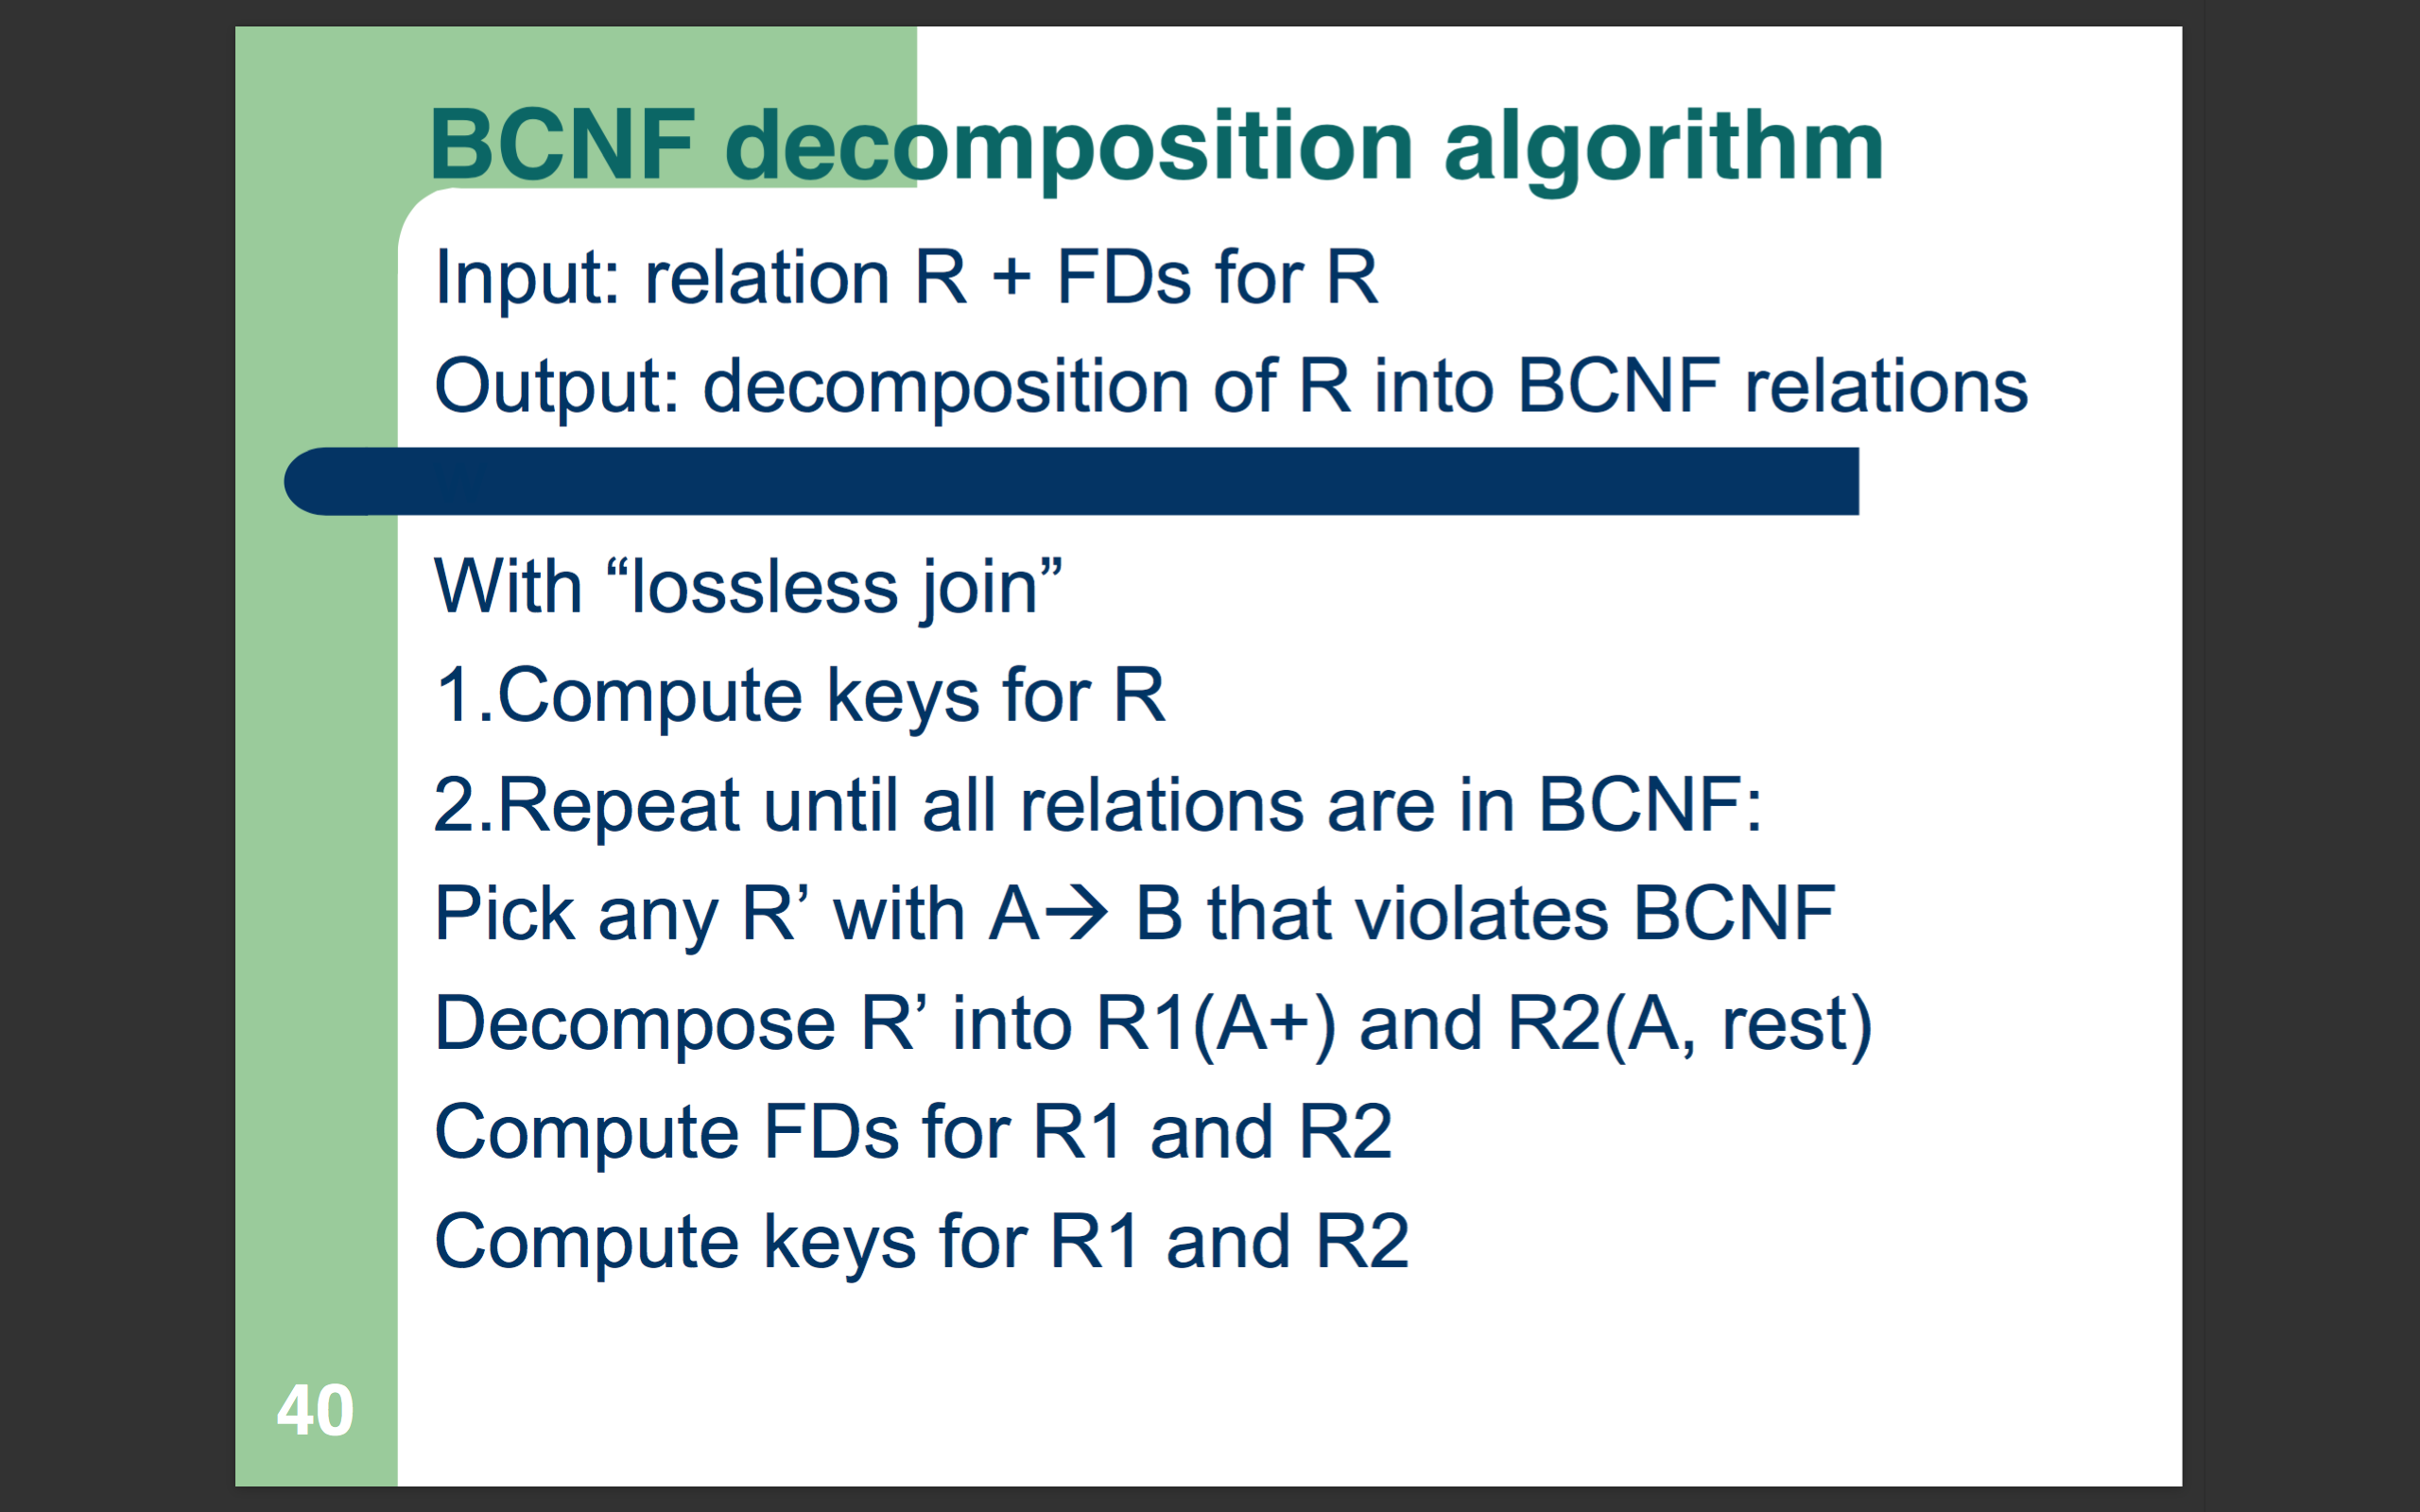 BCNF decomposition algorithm
Input: relation R + FDs for R
Output: decomposition of R into BCNF relations
With “lossless join”
1.Compute keys for R
2.Repeat until all relations are in BCNF:
Pick any R’ with A→ B that violates BCNF
Decompose R’ into R1(A+) and R2(A, rest)
Compute FDs for R1 and R2
Compute keys for R1 and R2
40